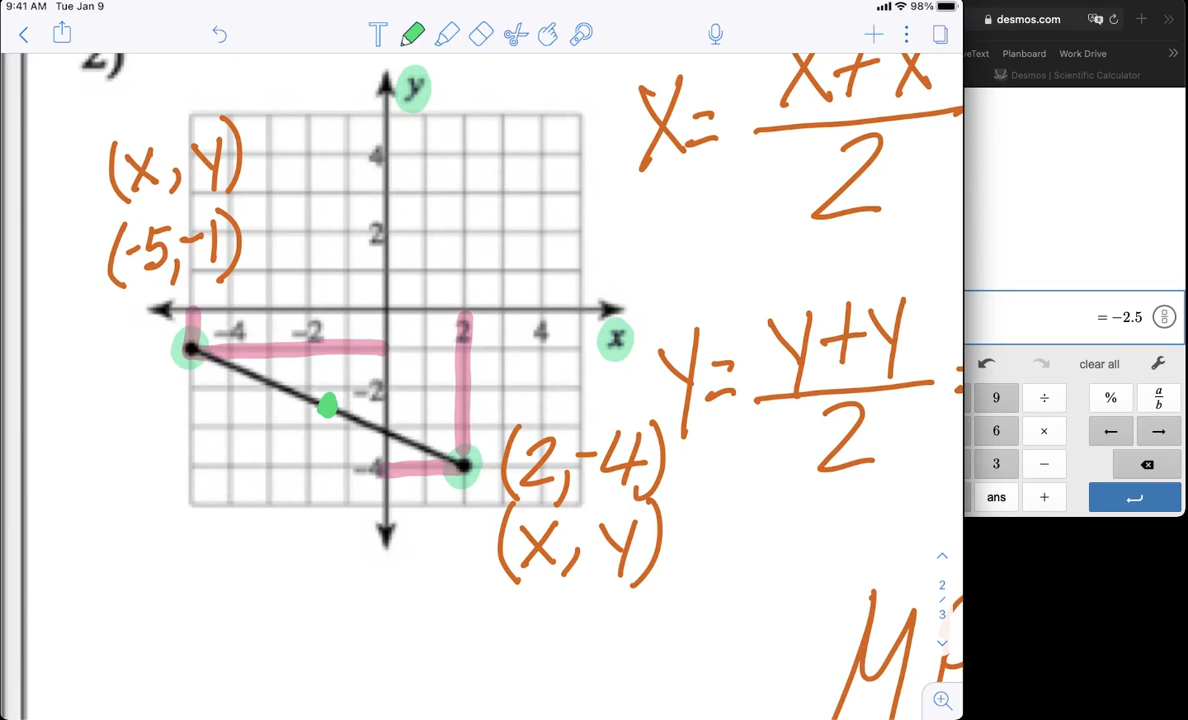 9:41 AM Tue Jan 9
98%
desmos.com
veText Planboard Work Drive
Desmos | Scientific Calculator
T
2)
y
(x, y)
(-5,-1)
4
2
-4 -2 2 4
x
-2
-4
(2,-4)
(x, y)
X= x+x
2
y= y+y =
2
M
= −2.5
clear all
9 ÷ % a/b
6 × ← →
3 −
ans +
2
/
3